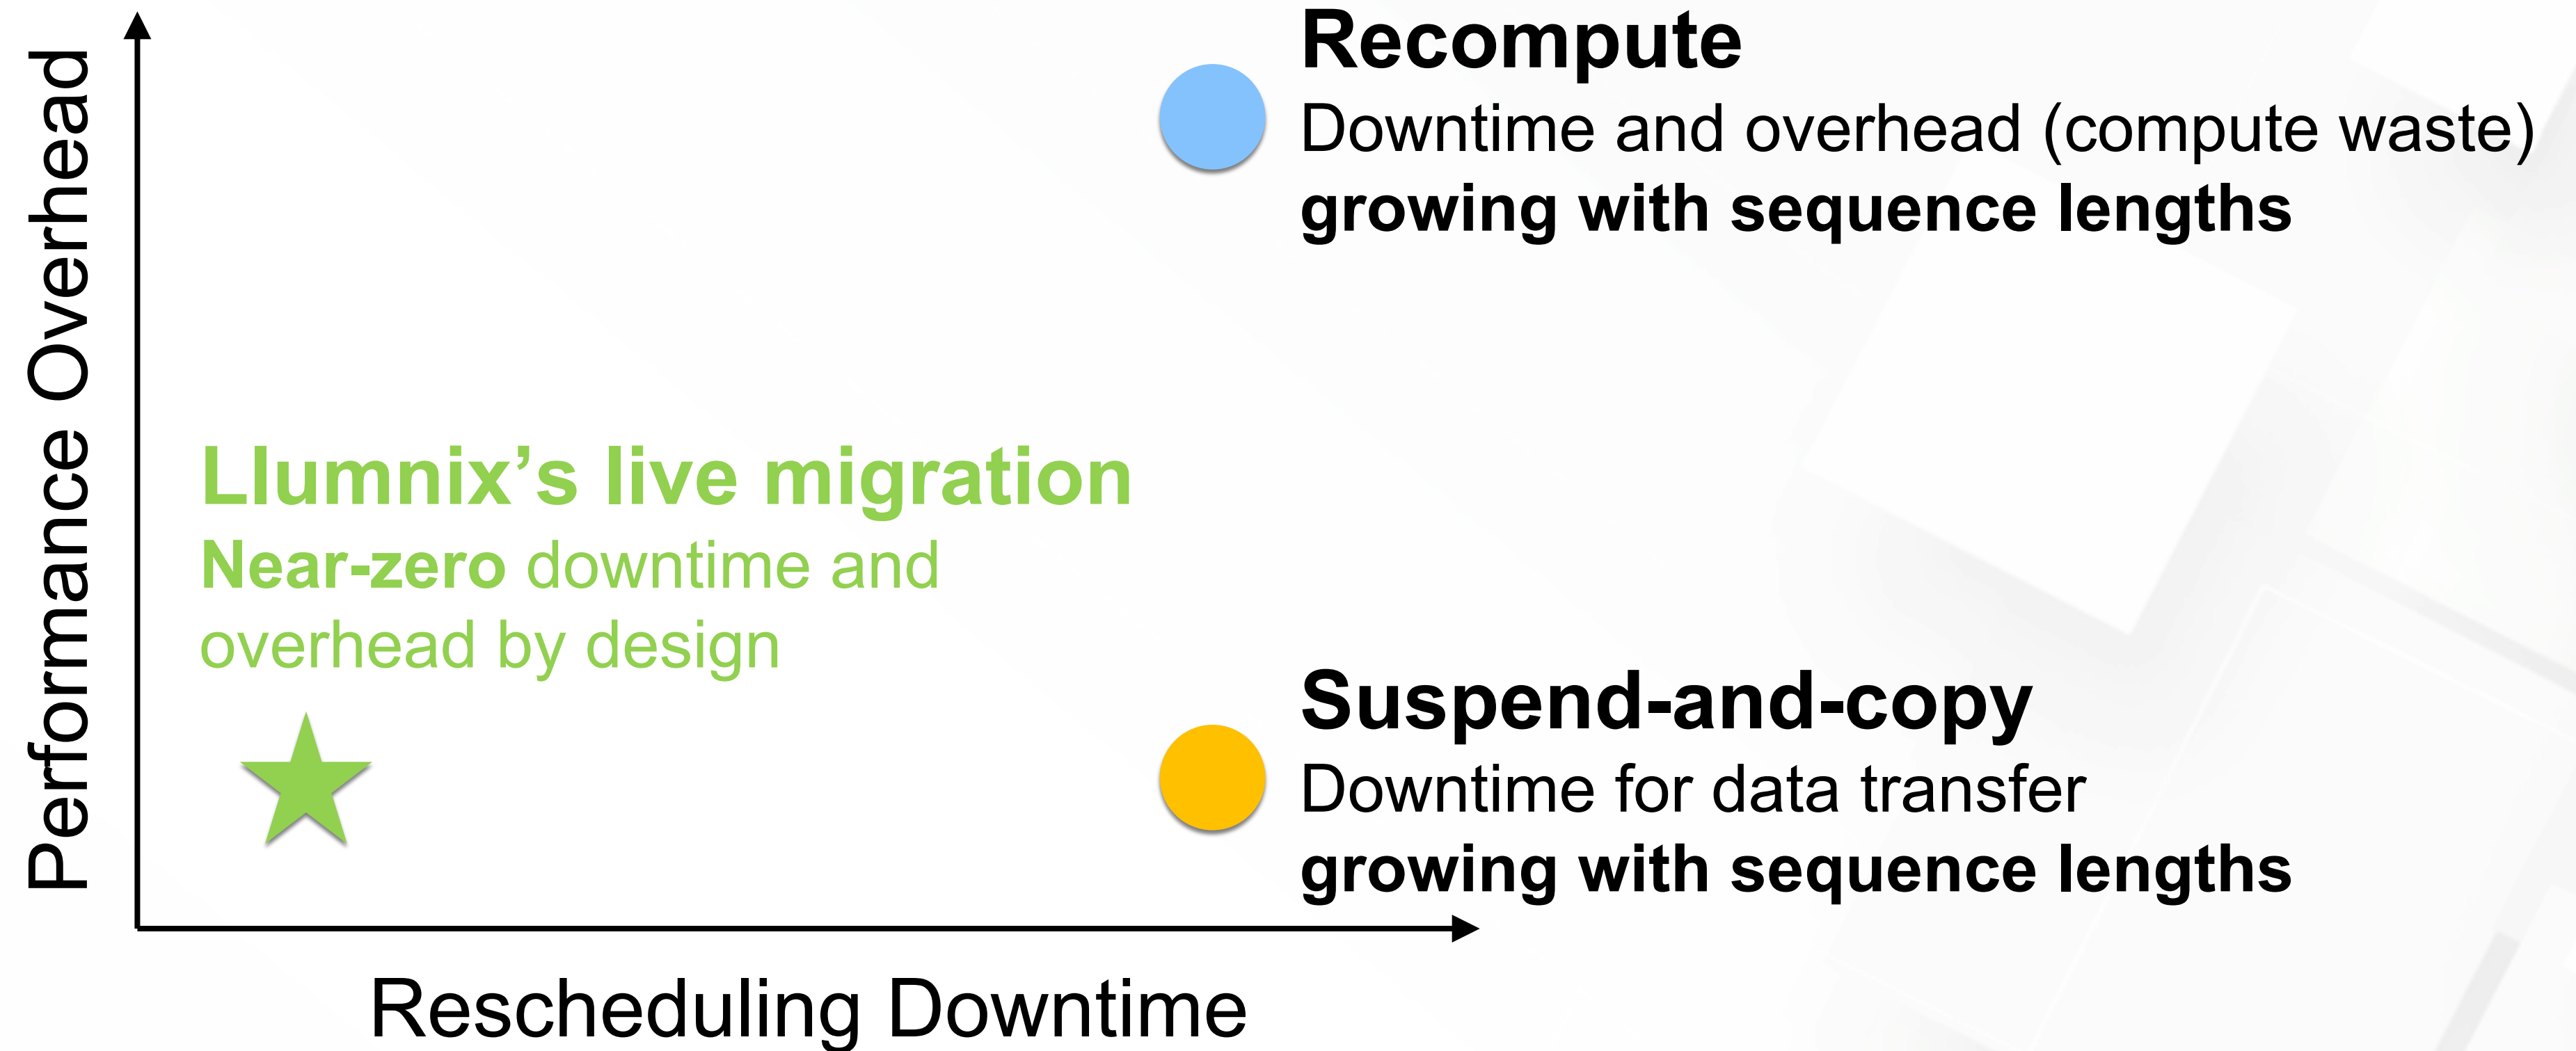 Performance Overhead
Recompute
Downtime and overhead (compute waste)
growing with sequence lengths
Llumnix’s live migration
Near-zero downtime and
overhead by design
Suspend-and-copy
Downtime for data transfer
growing with sequence lengths
Rescheduling Downtime